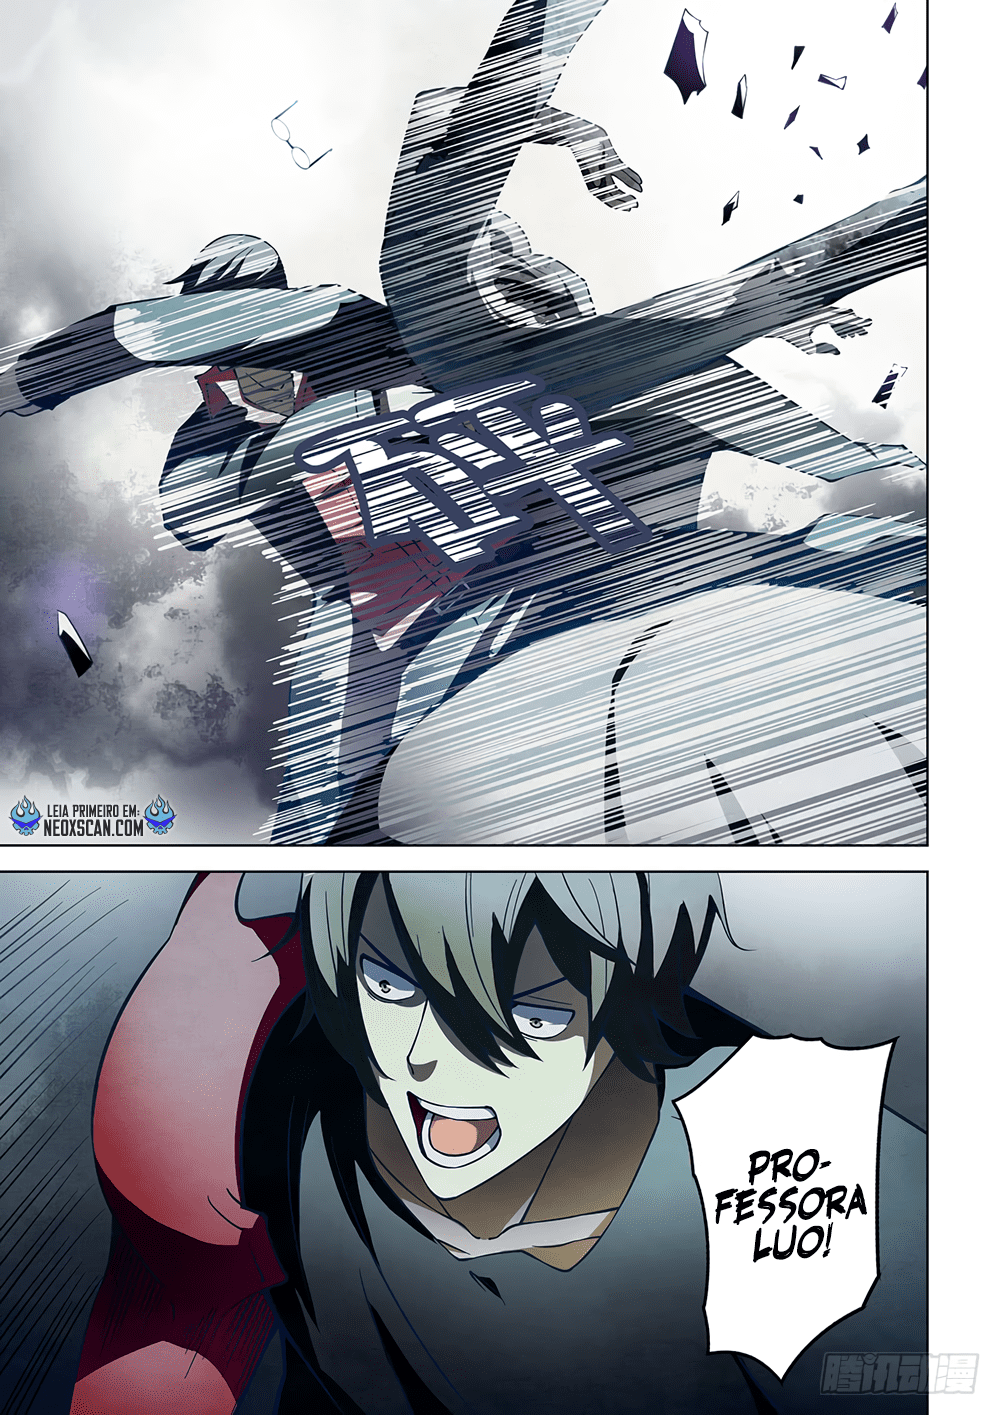 LEIA PRIMEIRO EM:
NEOXSCAN.COM
PRO-
FESSORA
LUO!
腾讯动漫